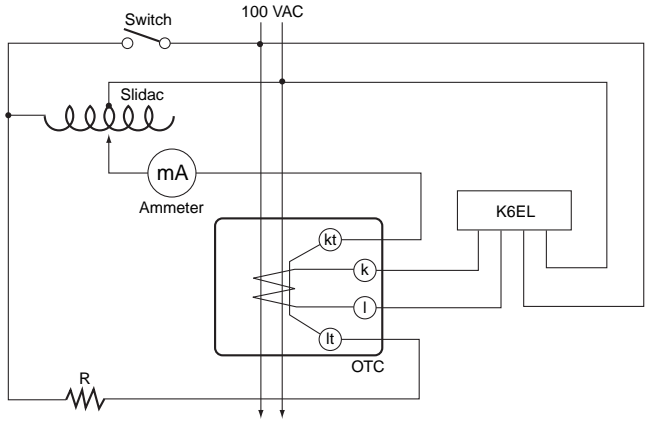 100 VAC
Switch
Slidac
mA
Ammeter
K6EL
kt
k
l
lt
OTC
R